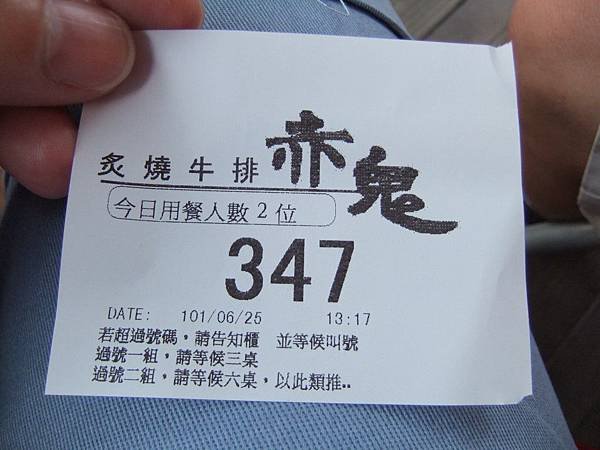 炙燒牛排 赤鬼
今日用餐人數2位
347
DATE: 101/06/25 13:17
若超過號碼,請告知櫃 並等候叫號
過號一組,請等候三桌
過號二組,請等候六桌,以此類推..